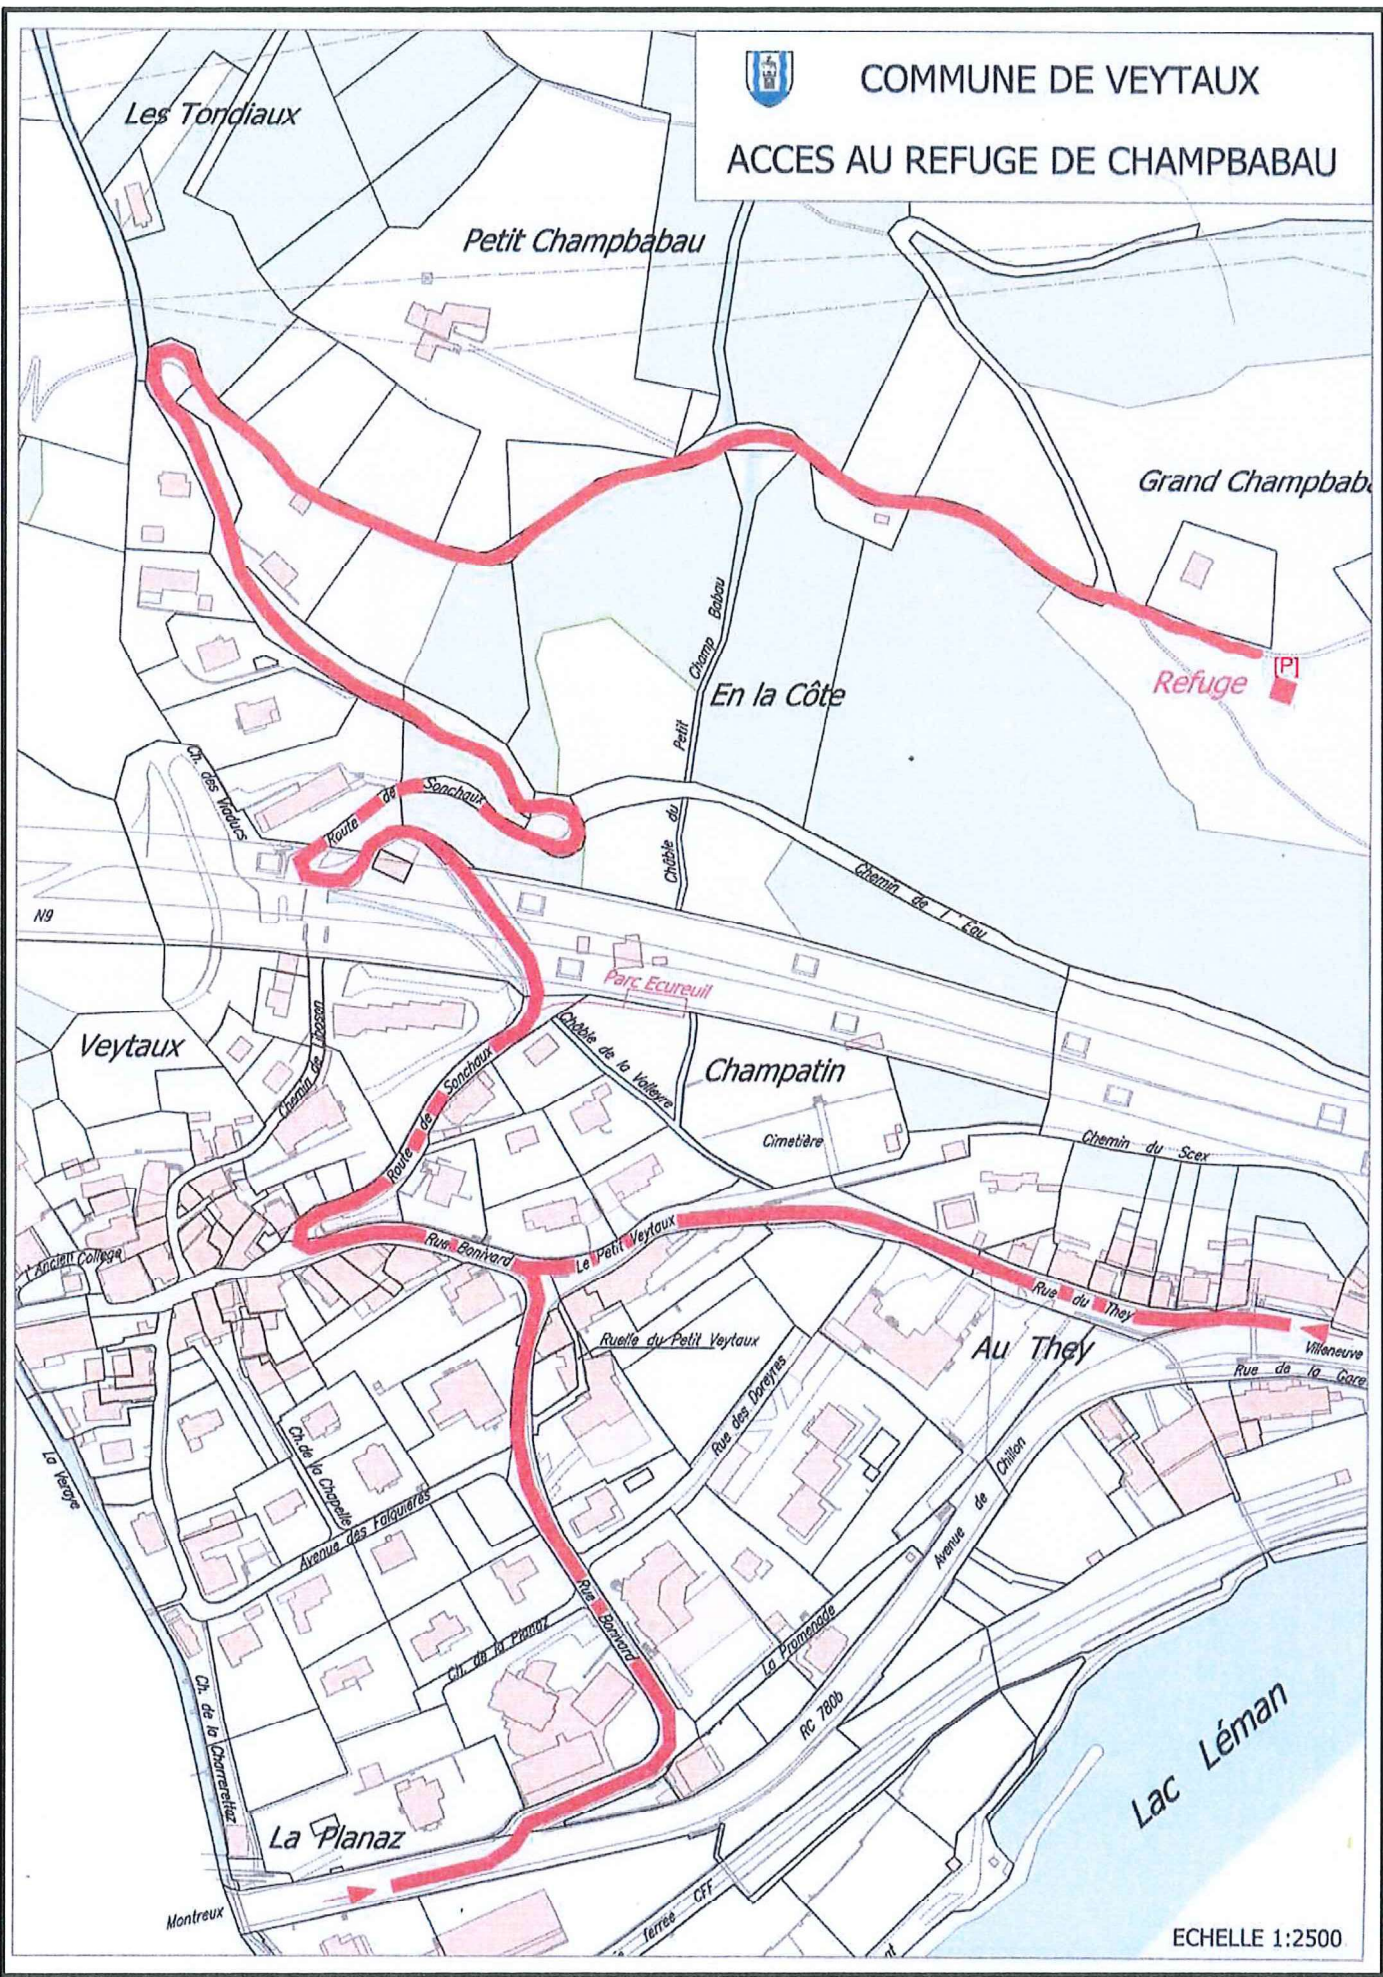 COMMUNE DE VEYTAUX
ACCES AU REFUGE DE CHAMPBABAU
Les Tondiaux
Petit Champbabau
Grand Champbab
[P]
Refuge
En la Côte
Châble du Petit Champ Babau
Ch. des Viaducs
Route de Sonchaux
Chemin de l'Eau
N9
Parc Ecureuil
Veytaux
Chemin de
Châble de la Valleyre
Champatin
Route de Sonchaux
Cimetière
Chemin du Scex
Ancien Collège
Rue Bonivard
Le Petit Veytaux
Rue du They
Villeneuve
Ruelle du Petit Veytaux
Au They
Rue de la Gare
Rue des Doreyres
La Veraye
Ch. de la Chapelle
Avenue des Falquières
Avenue de Chillon
Rue Bonivard
Ch. de la Planaz
La Promenade
RC 780b
Ch. de la Charrerettaz
Lac Léman
La Planaz
Montreux
ferrée CFF
ECHELLE 1:2500